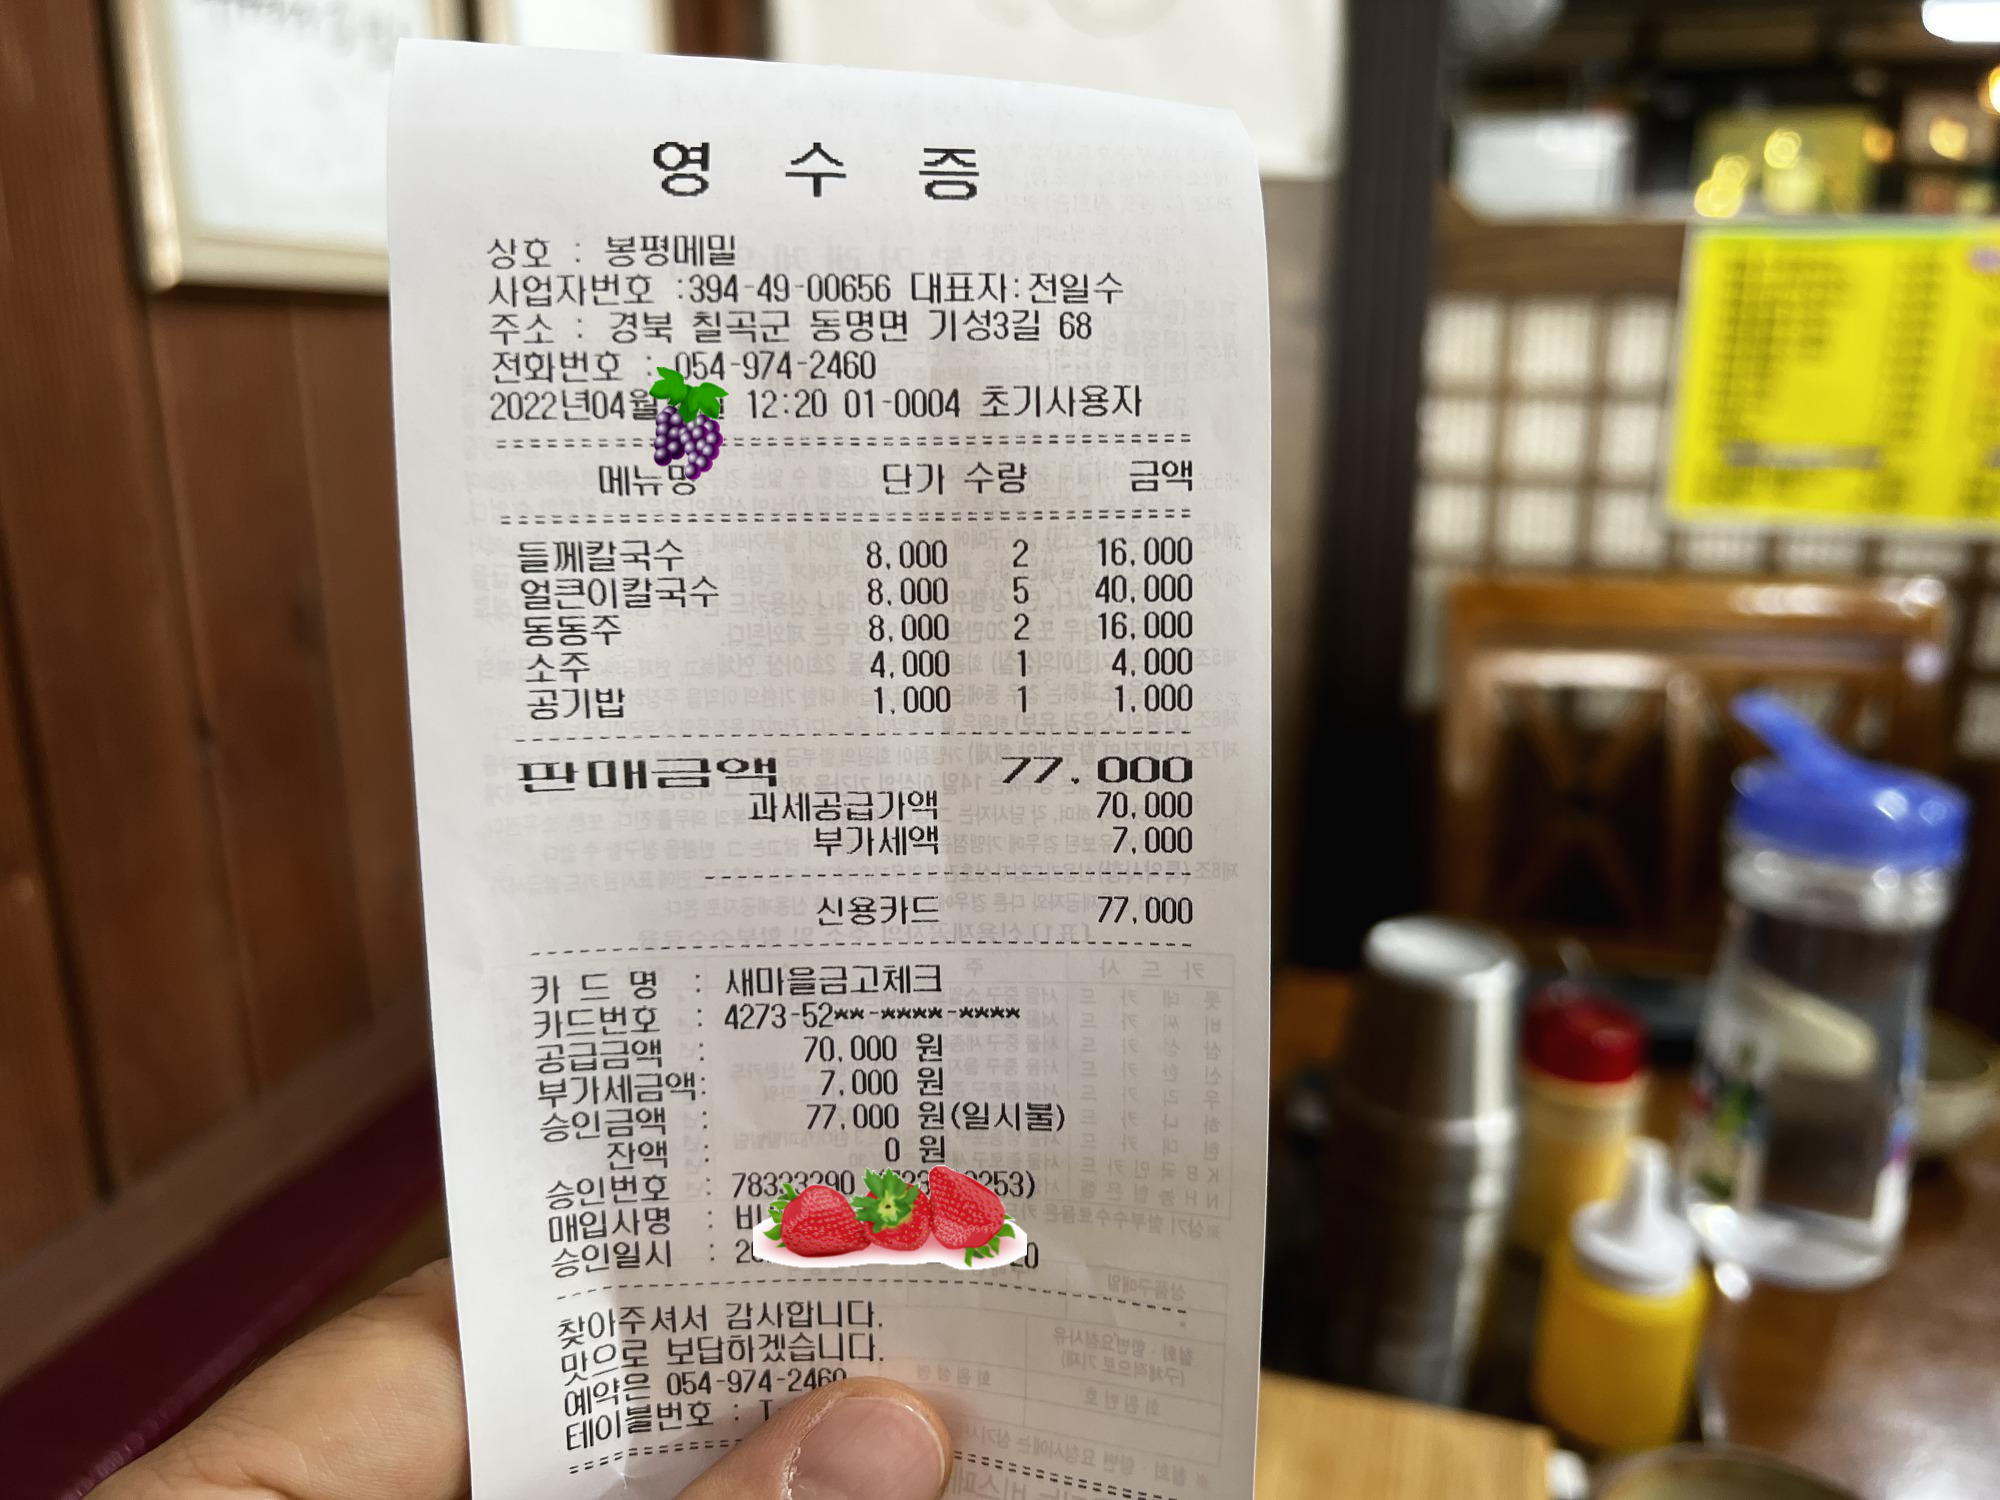 영 수 증
상호 : 봉평메밀
사업자번호 :394-49-00656 대표자:전일수
주소 : 경북 칠곡군 동명면 기성3길 68
전화번호 : 054-974-2460
2022년04월 12:20 01-0004 초기사용자
메뉴명 단가 수량 금액
들께칼국수 8,000 2 16,000
얼큰이칼국수 8,000 5 40,000
동동주 8,000 2 16,000
소주 4,000 1 4,000
공기밥 1,000 1 1,000
판매금액 77,000
과세공급가액 70,000
부가세액 7,000
신용카드 77,000
카 드 명 : 새마을금고체크
카드번호 : 4273-52**-****-****
공급금액 : 70,000 원
부가세금액: 7,000 원
승인금액 : 77,000 원(일시불)
잔액 : 0 원
승인번호 : 78333290
매입사명 :
승인일시 :
찾아주셔서 감사합니다.
맛으로 보답하겠습니다.
예약은 054-974-2460
테이블번호 :